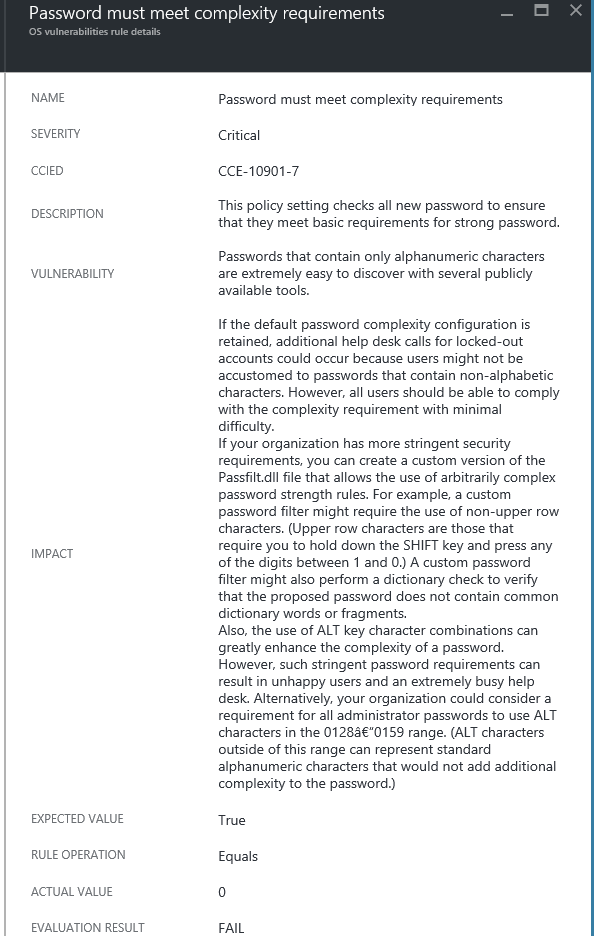 Password must meet complexity requirements
OS vulnerabilities rule details
NAME
Password must meet complexity requirements
SEVERITY
Critical
CCIED
CCE-10901-7
DESCRIPTION
This policy setting checks all new password to ensure
that they meet basic requirements for strong password.
VULNERABILITY
Passwords that contain only alphanumeric characters
are extremely easy to discover with several publicly
available tools.
IMPACT
If the default password complexity configuration is
retained, additional help desk calls for locked-out
accounts could occur because users might not be
accustomed to passwords that contain non-alphabetic
characters. However, all users should be able to comply
with the complexity requirement with minimal
difficulty.
If your organization has more stringent security
requirements, you can create a custom version of the
Passfilt.dll file that allows the use of arbitrarily complex
password strength rules. For example, a custom
password filter might require the use of non-upper row
characters. (Upper row characters are those that
require you to hold down the SHIFT key and press any
of the digits between 1 and 0.) A custom password
filter might also perform a dictionary check to verify
that the proposed password does not contain common
dictionary words or fragments.
Also, the use of ALT key character combinations can
greatly enhance the complexity of a password.
However, such stringent password requirements can
result in unhappy users and an extremely busy help
desk. Alternatively, your organization could consider a
requirement for all administrator passwords to use ALT
characters in the 0128â€“0159 range. (ALT characters
outside of this range can represent standard
alphanumeric characters that would not add additional
complexity to the password.)
EXPECTED VALUE
True
RULE OPERATION
Equals
ACTUAL VALUE
0
EVALUATION RESULT
FAIL